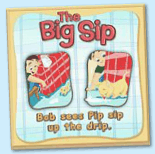 The
Big Sip
Bob sees Pip sip
up the drip.